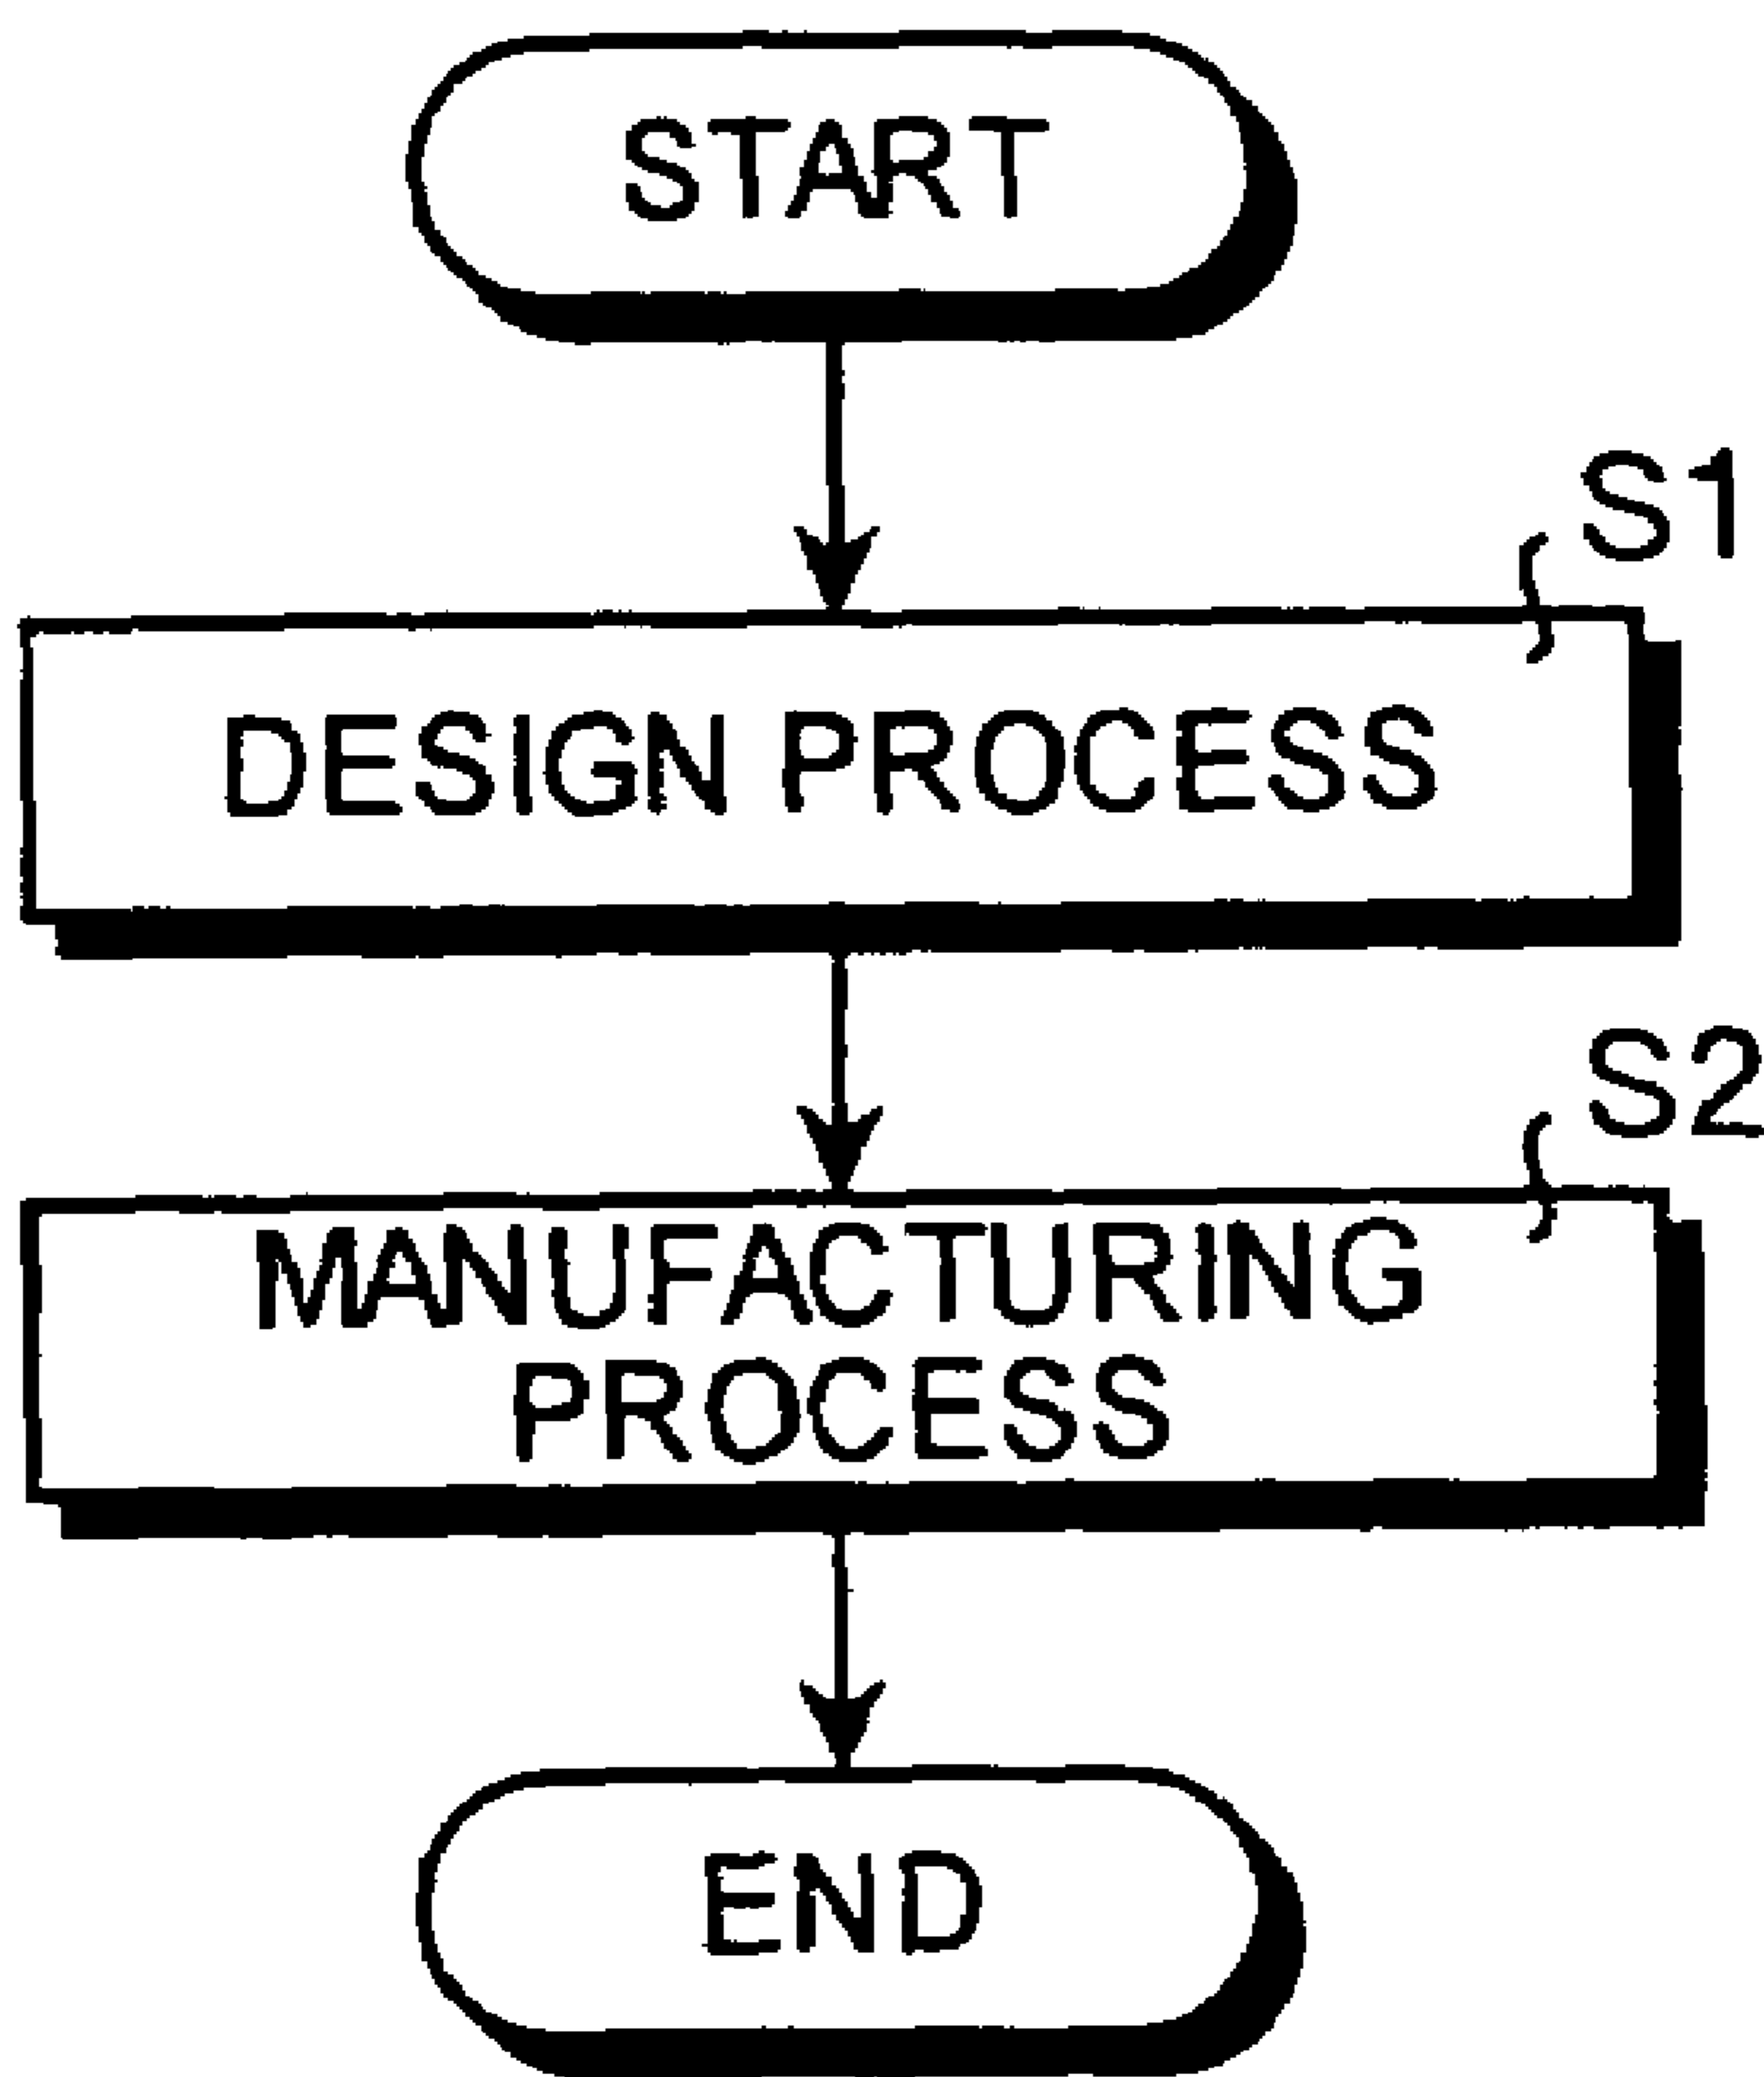 START
S1
DESIGN PROCESS
S2
MANUFACTURING
PROCESS
END